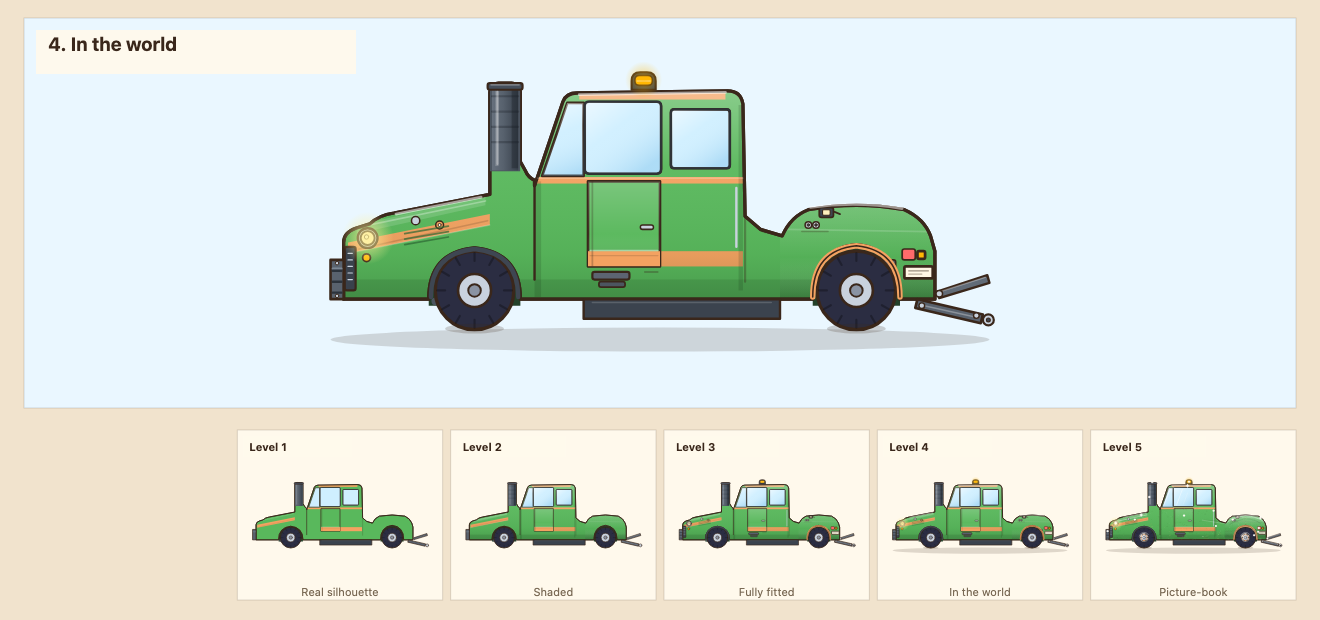 4. In the world
Level 1
Level 2
Level 3
Level 4
Level 5
Real silhouette
Shaded
Fully fitted
In the world
Picture-book